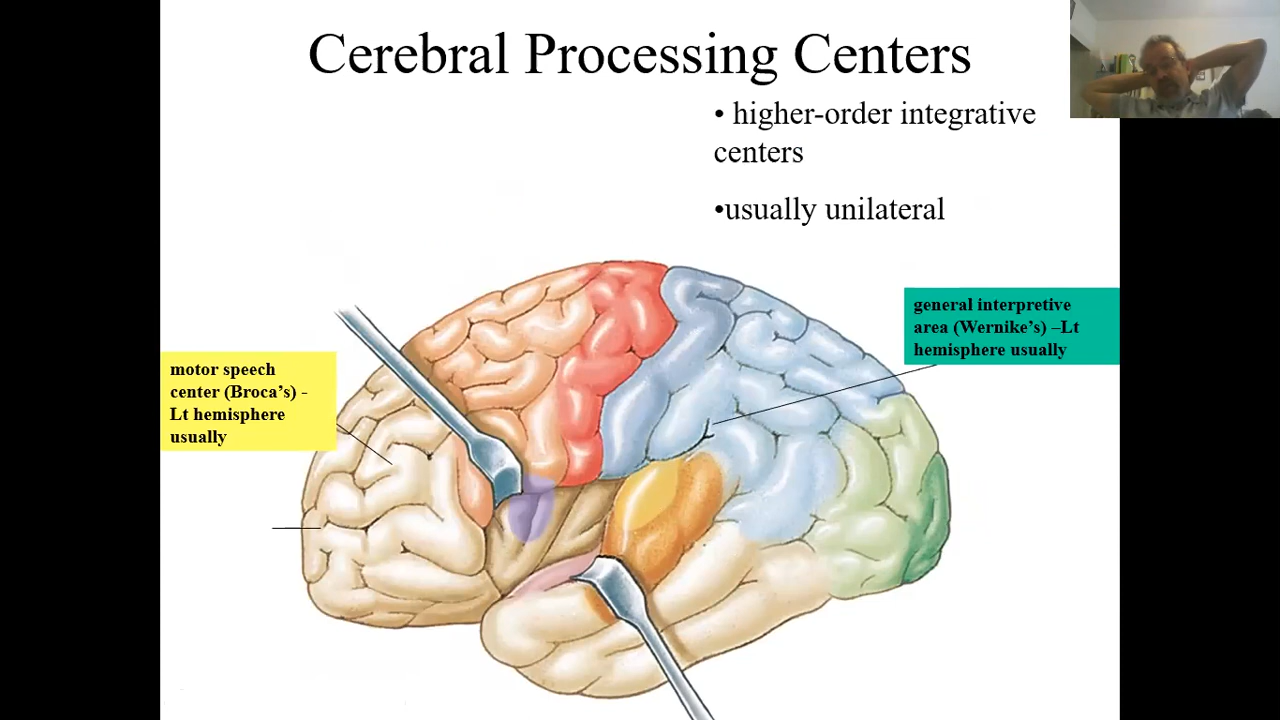 Cerebral Processing Centers
• higher-order integrative
centers
•usually unilateral
general interpretive
area (Wernike's) –Lt
hemisphere usually
motor speech
center (Broca's) -
Lt hemisphere
usually